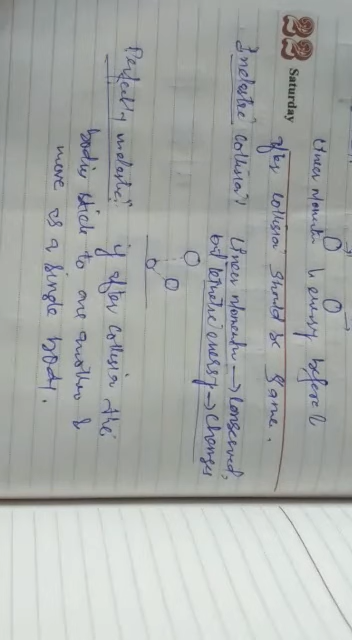 23
Saturday
linear momentum & energy before &
after collision should be same.
Inelastic collision: linear momentum → conserved,
but kinetic energy → changes
Perfectly inelastic: if after collision the
bodies stick to one another &
move as a single body.